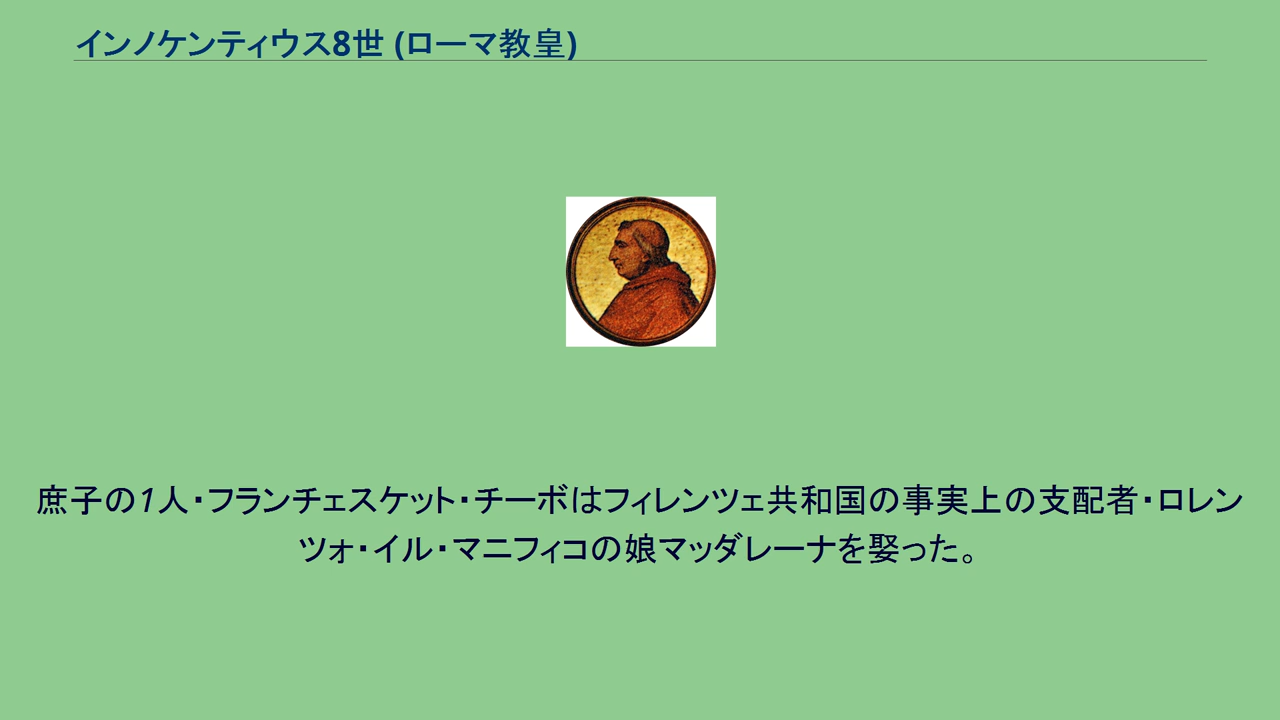 インノケンティウス8世 (ローマ教皇)
庶子の1人・フランチェスケット・チーボはフィレンツェ共和国の事実上の支配者・ロレン
ツォ・イル・マニフィコの娘マッダレーナを娶った。